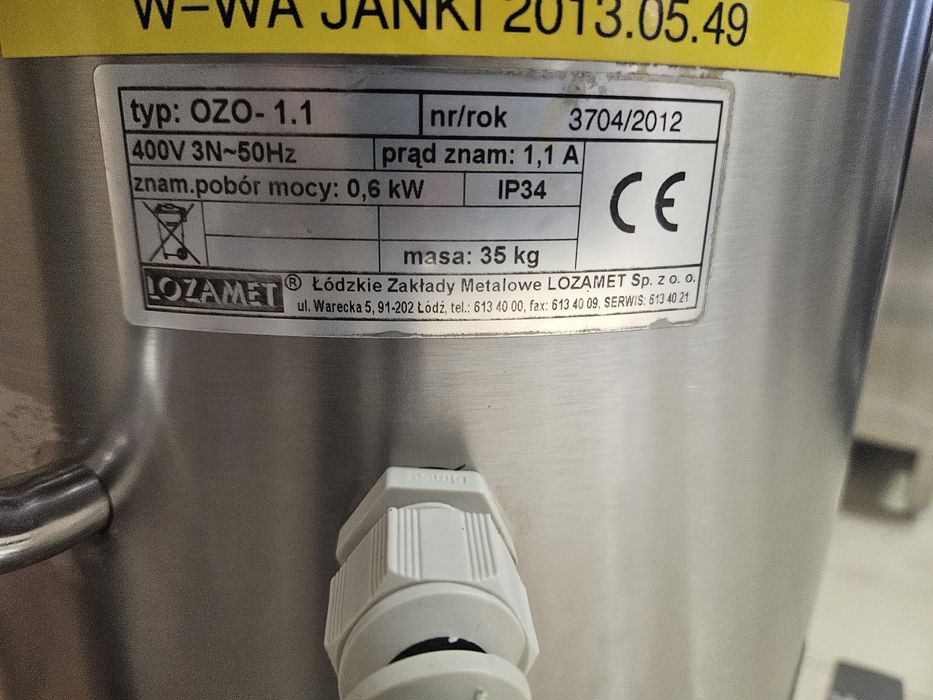 W-WA JANKI 2013.05.49
typ: OZO- 1.1 nr/rok 3704/2012
400V 3N~50Hz prąd znam: 1,1 A
znam.pobór mocy: 0,6 kW IP34
CE
masa: 35 kg
LOZAMET ® Łódzkie Zakłady Metalowe LOZAMET Sp. z o. o.
ul. Warecka 5, 91-202 Łódź, tel.: 613 40 00, fax: 613 40 09, SERWIS: 613 40 21